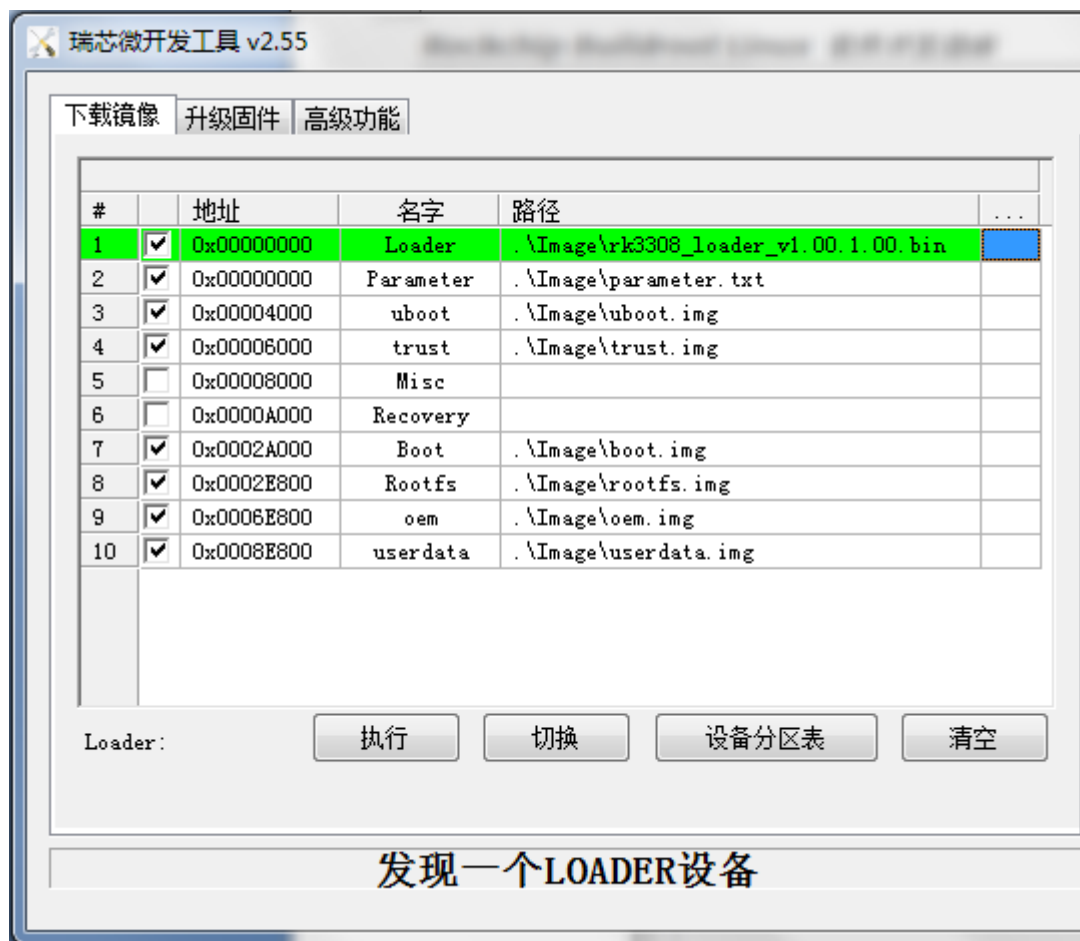 瑞芯微开发工具 v2.55
下载镜像 升级固件 高级功能
# 地址 名字 路径 ...
1 0x00000000 Loader .\Image\rk3308_loader_v1.00.1.00.bin
2 0x00000000 Parameter .\Image\parameter.txt
3 0x00004000 uboot .\Image\uboot.img
4 0x00006000 trust .\Image\trust.img
5 0x00008000 Misc
6 0x0000A000 Recovery
7 0x0002A000 Boot .\Image\boot.img
8 0x0002E800 Rootfs .\Image\rootfs.img
9 0x0006E800 oem .\Image\oem.img
10 0x0008E800 userdata .\Image\userdata.img
Loader: 执行 切换 设备分区表 清空
发现一个LOADER设备